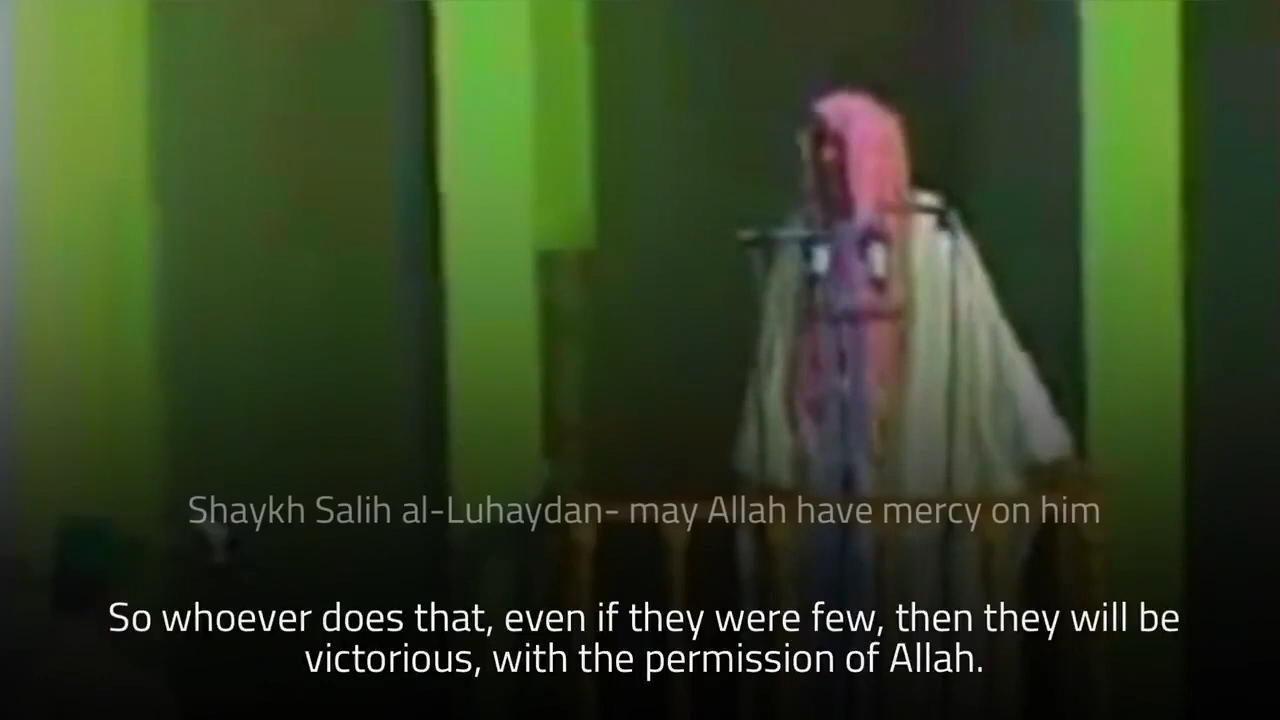 Shaykh Salih al-Luhaydan- may Allah have mercy on him
So whoever does that, even if they were few, then they will be
victorious, with the permission of Allah.